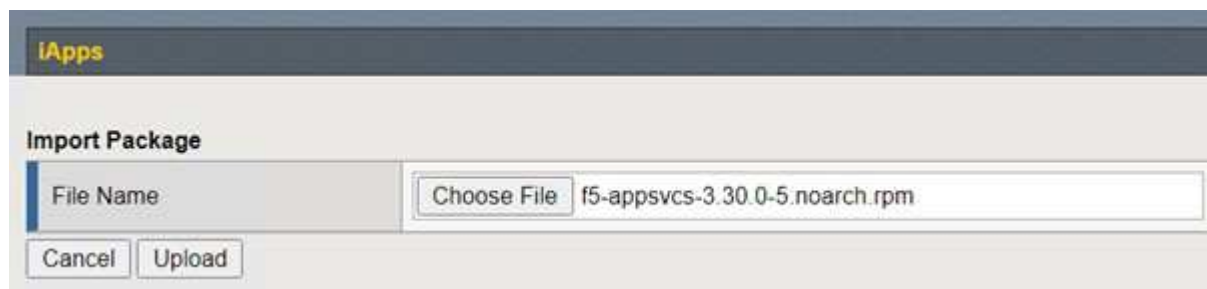 iApps
Import Package
File Name
Choose File f5-appsvcs-3.30.0-5.noarch.rpm
Cancel Upload